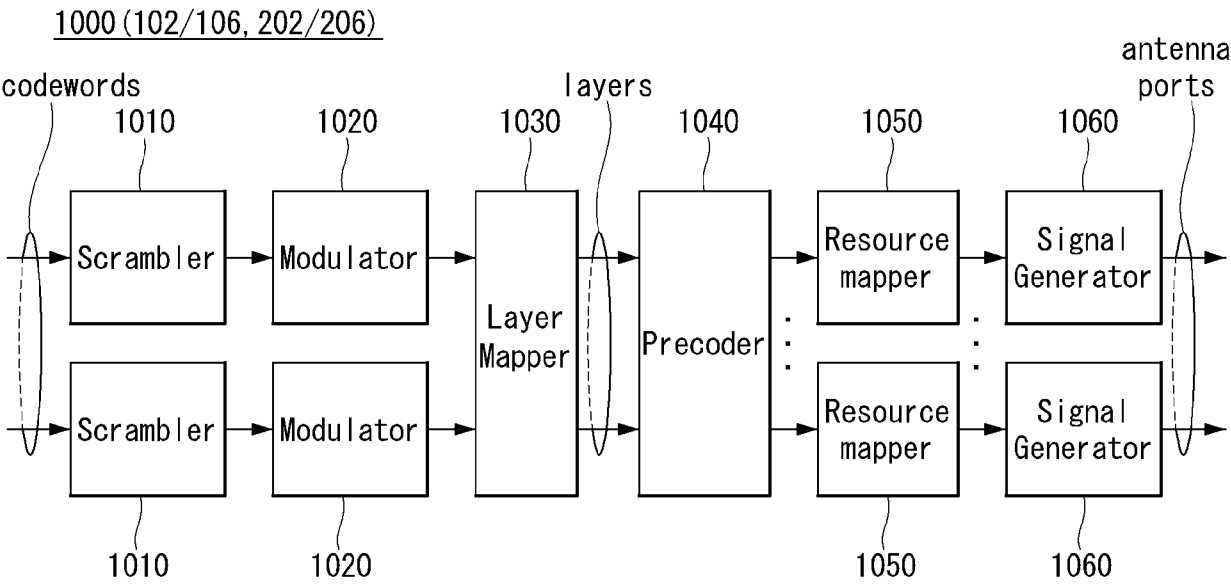 1000(102/106, 202/206)
codewords
layers
antenna
ports
1010
1020
1030
1040
1050
1060
Scrambler
Modulator
Layer
Mapper
Precoder
Resource
mapper
Signal
Generator
Scrambler
Modulator
Resource
mapper
Signal
Generator
1010
1020
1050
1060